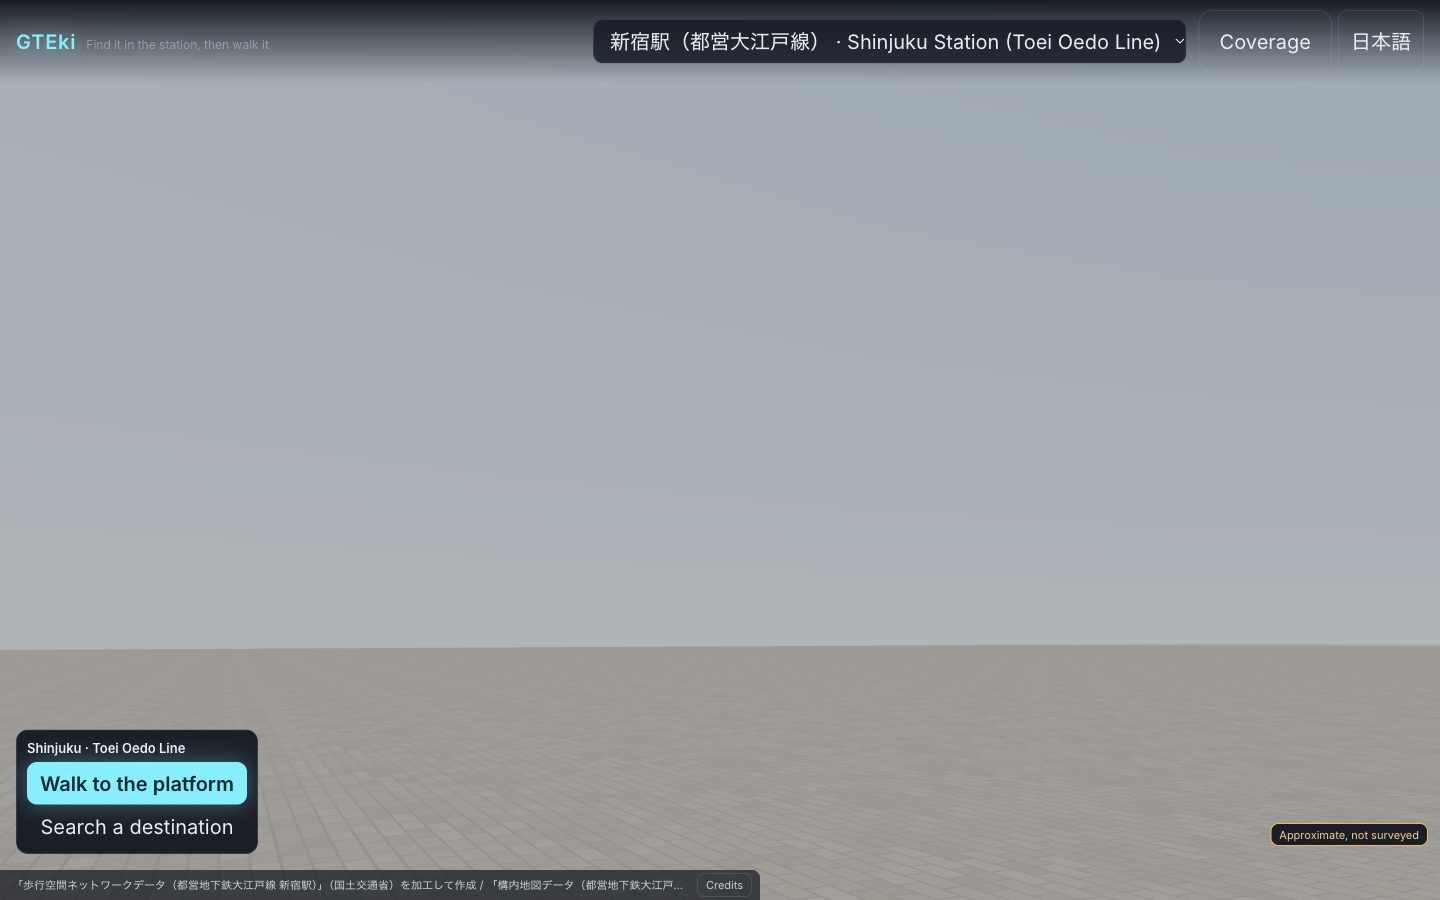 GTEki Find it in the station, then walk it
新宿駅（都営大江戸線） · Shinjuku Station (Toei Oedo Line)
Coverage
日本語
Shinjuku · Toei Oedo Line
Walk to the platform
Search a destination
Approximate, not surveyed
「歩行空間ネットワークデータ（都営地下鉄大江戸線 新宿駅）」（国土交通省）を加工して作成 / 「構内地図データ（都営地下鉄大江戸...
Credits